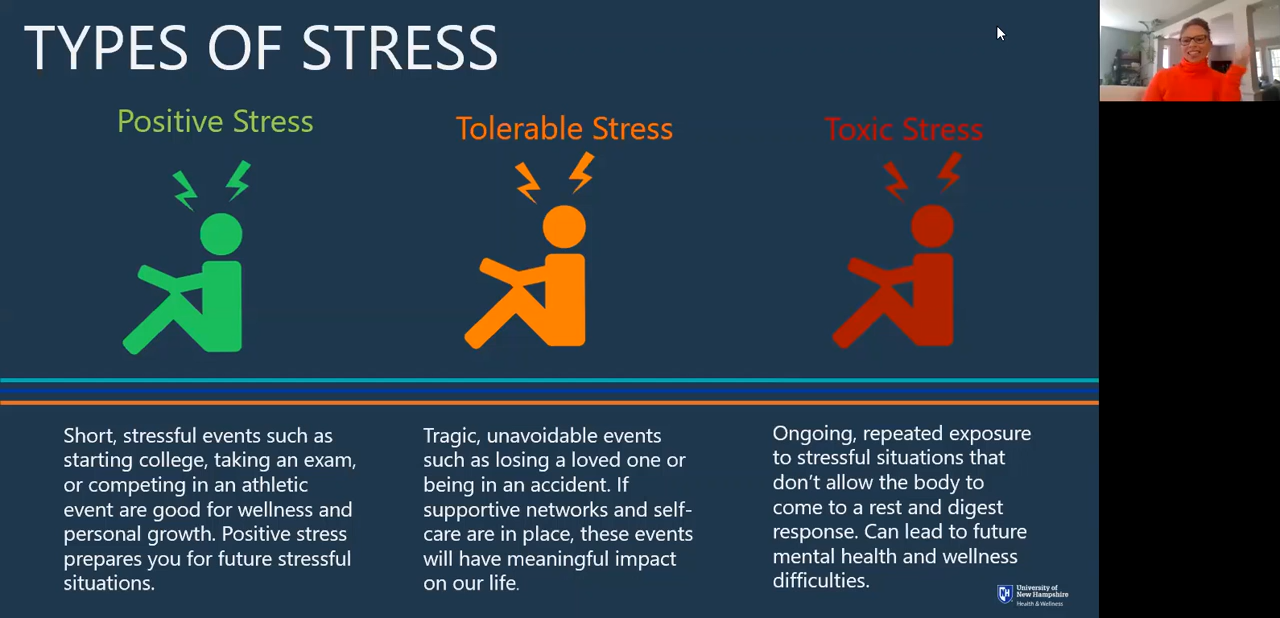 TYPES OF STRESS
Positive Stress
Tolerable Stress
Toxic Stress
Short, stressful events such as
starting college, taking an exam,
or competing in an athletic
event are good for wellness and
personal growth. Positive stress
prepares you for future stressful
situations.
Tragic, unavoidable events
such as losing a loved one or
being in an accident. If
supportive networks and self-
care are in place, these events
will have meaningful impact
on our life.
Ongoing, repeated exposure
to stressful situations that
don’t allow the body to
come to a rest and digest
response. Can lead to future
mental health and wellness
difficulties.
University of
New Hampshire
Health & Wellness